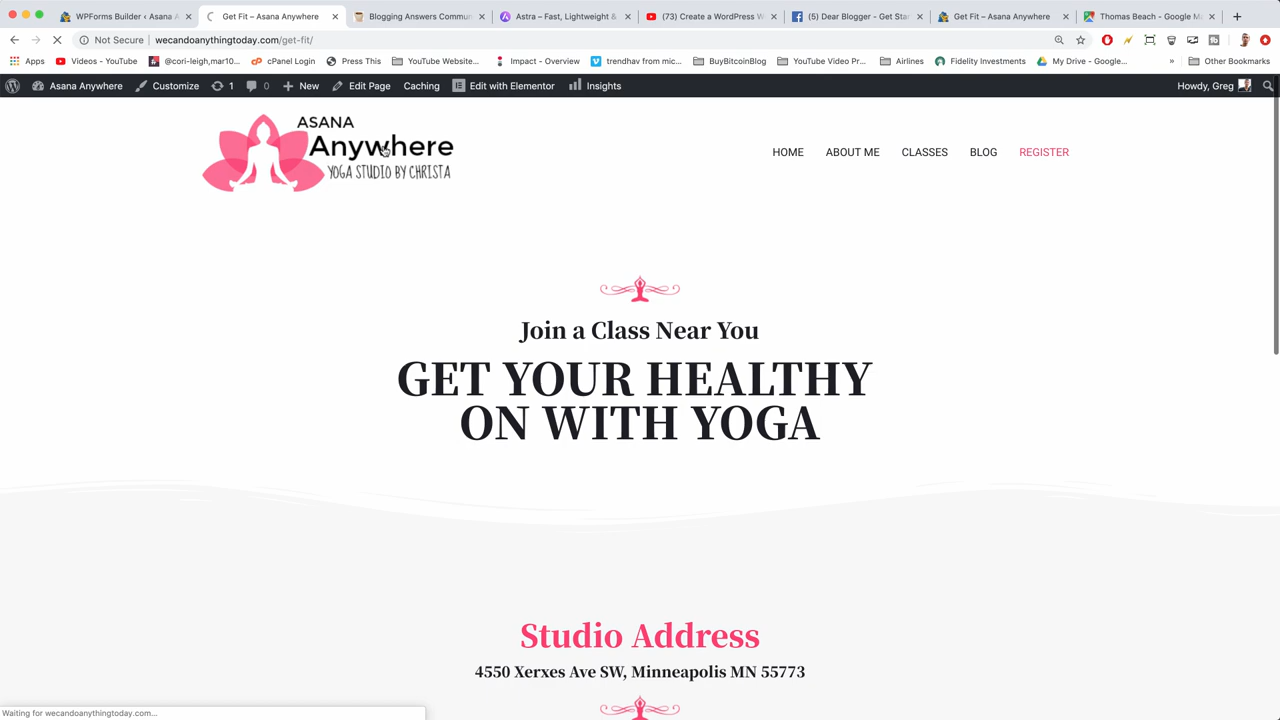 WPForms Builder ‹ Asana A
Get Fit – Asana Anywhere
Blogging Answers Commun
Astra – Fast, Lightweight &
(73) Create a WordPress W
(5) Dear Blogger - Get Sta
Get Fit – Asana Anywhere
Thomas Beach - Google M
Not Secure
wecandoanythingtoday.com/get-fit/
Apps
Videos - YouTube
@cori-leigh,mar10...
cPanel Login
Press This
YouTube Website...
Impact - Overview
trendhav from mic...
BuyBitcoinBlog
YouTube Video Pr...
Airlines
Fidelity Investments
My Drive - Google...
»
Other Bookmarks
Asana Anywhere
Customize
1
0
New
Edit Page
Caching
Edit with Elementor
Insights
Howdy, Greg
ASANA
Anywhere
YOGA STUDIO BY CHRISTA
HOME
ABOUT ME
CLASSES
BLOG
REGISTER
Join a Class Near You
GET YOUR HEALTHY
ON WITH YOGA
Studio Address
4550 Xerxes Ave SW, Minneapolis MN 55773
Waiting for wecandoanythingtoday.com...